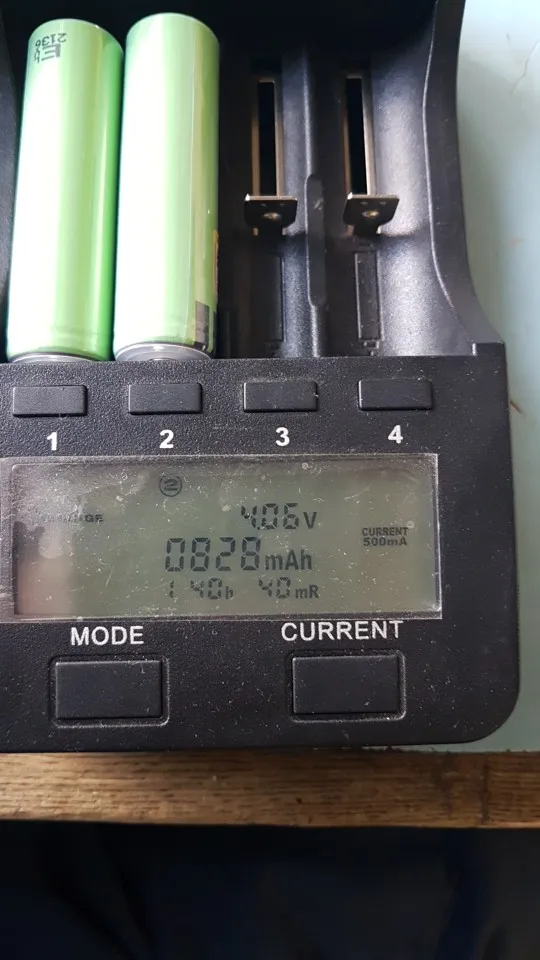 2136
1
2
3
4
2
4.06V
CURRENT
500mA
0828mAh
1 40h 40mR
MODE
CURRENT